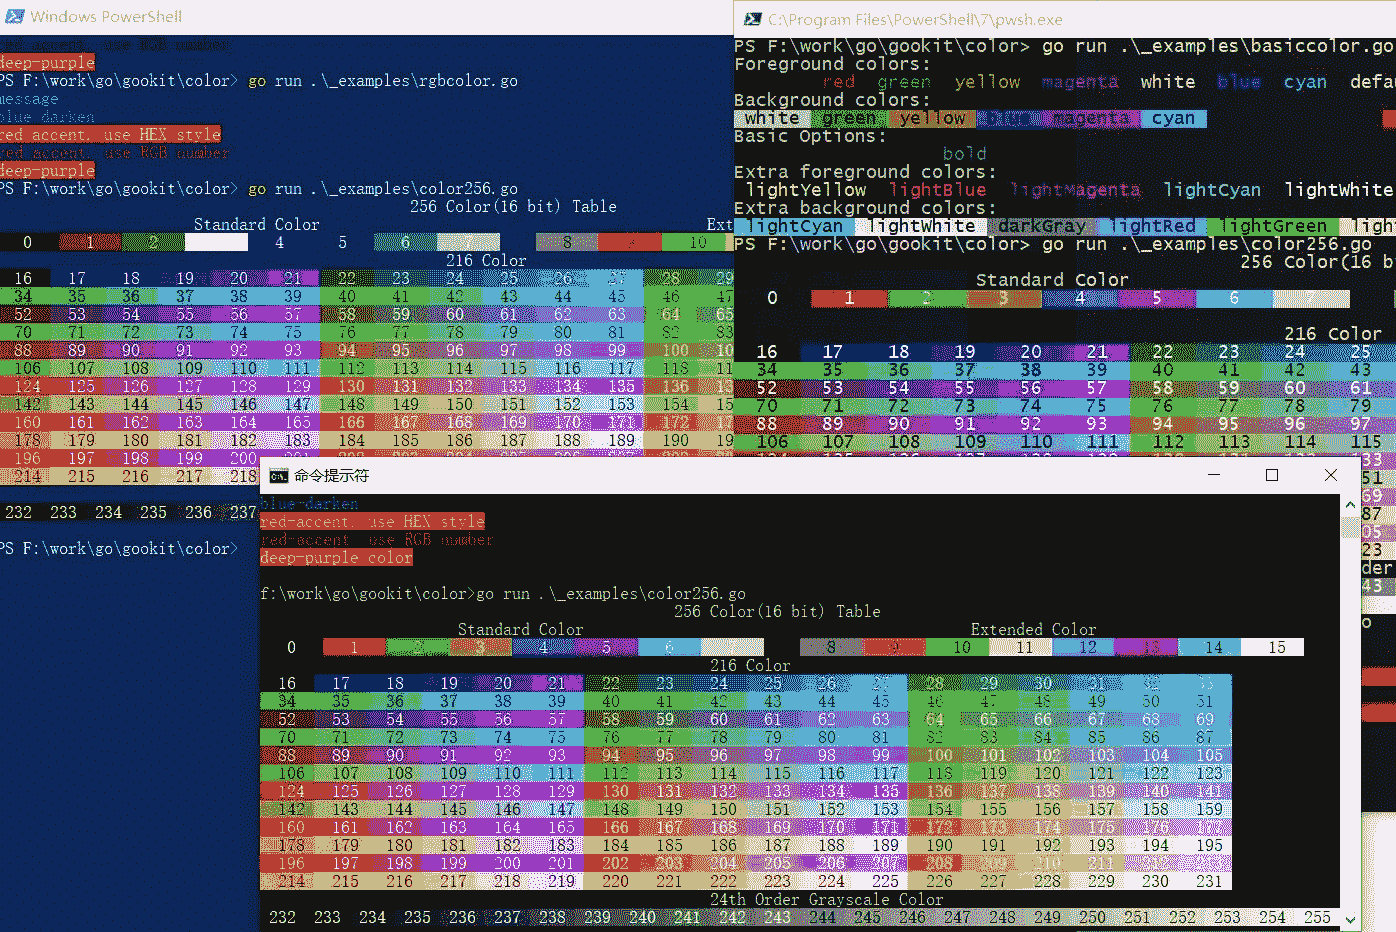 Windows PowerShell
red accent. use RGB number
deep-purple
PS F:\work\go\gookit\color> go run .\_examples\rgbcolor.go
message
blue darken
red accent. use HEX style
red accent. use RGB number
deep-purple
PS F:\work\go\gookit\color> go run .\_examples\color256.go
256 Color(16 bit) Table
Standard Color Ext
0 1 2 4 5 6 7 8 9 10
216 Color
16 17 18 19 20 21 22 23 24 25 26 27 28 29
34 35 36 37 38 39 40 41 42 43 44 45 46 47
52 53 54 55 56 57 58 59 60 61 62 63 64 65
70 71 72 73 74 75 76 77 78 79 80 81 82 83
88 89 90 91 92 93 94 95 96 97 98 99 100 10
106 107 108 109 110 111 112 113 114 115 116 117 118 11
124 125 126 127 128 129 130 131 132 133 134 135 136 13
142 143 144 145 146 147 148 149 150 151 152 153 154 15
160 161 162 163 164 165 166 167 168 169 170 171 172 17
178 179 180 181 182 183 184 185 186 187 188 189 190 19
196 197 198 199 200
214 215 216 217 218
232 233 234 235 236 237
PS F:\work\go\gookit\color>
C:\Program Files\PowerShell\7\pwsh.exe
PS F:\work\go\gookit\color> go run .\_examples\basiccolor.go
Foreground colors:
red green yellow magenta white blue cyan defau
Background colors:
white green yellow blue magenta cyan
Basic Options:
bold
Extra foreground colors:
lightYellow lightBlue lightMagenta lightCyan lightWhite
Extra background colors:
lightCyan lightWhite darkGray lightRed lightGreen ligh
PS F:\work\go\gookit\color> go run .\_examples\color256.go
256 Color(16 b
Standard Color
0 1 2 3 4 5 6 7
216 Color
16 17 18 19 20 21 22 23 24 25
34 35 36 37 38 39 40 41 42 43
52 53 54 55 56 57 58 59 60 61
70 71 72 73 74 75 76 77 78 79
88 89 90 91 92 93 94 95 96 97
106 107 108 109 110 111 112 113 114 115
33
51
69
87
05
23
der
43
o
命令提示符
blue-darken
red-accent. use HEX style
red-accent. use RGB number
deep-purple color
f:\work\go\gookit\color>go run .\_examples\color256.go
256 Color(16 bit) Table
Standard Color Extended Color
0 1 2 3 4 5 6 7 8 9 10 11 12 13 14 15
216 Color
16 17 18 19 20 21 22 23 24 25 26 27 28 29 30 31 32 33
34 35 36 37 38 39 40 41 42 43 44 45 46 47 48 49 50 51
52 53 54 55 56 57 58 59 60 61 62 63 64 65 66 67 68 69
70 71 72 73 74 75 76 77 78 79 80 81 82 83 84 85 86 87
88 89 90 91 92 93 94 95 96 97 98 99 100 101 102 103 104 105
106 107 108 109 110 111 112 113 114 115 116 117 118 119 120 121 122 123
124 125 126 127 128 129 130 131 132 133 134 135 136 137 138 139 140 141
142 143 144 145 146 147 148 149 150 151 152 153 154 155 156 157 158 159
160 161 162 163 164 165 166 167 168 169 170 171 172 173 174 175 176 177
178 179 180 181 182 183 184 185 186 187 188 189 190 191 192 193 194 195
196 197 198 199 200 201 202 203 204 205 206 207 208 209 210 211 212
214 215 216 217 218 219 220 221 222 223 224 225 226 227 228 229 230 231
24th Order Grayscale Color
232 233 234 235 236 237 238 239 240 241 242 243 244 245 246 247 248 249 250 251 252 253 254 255